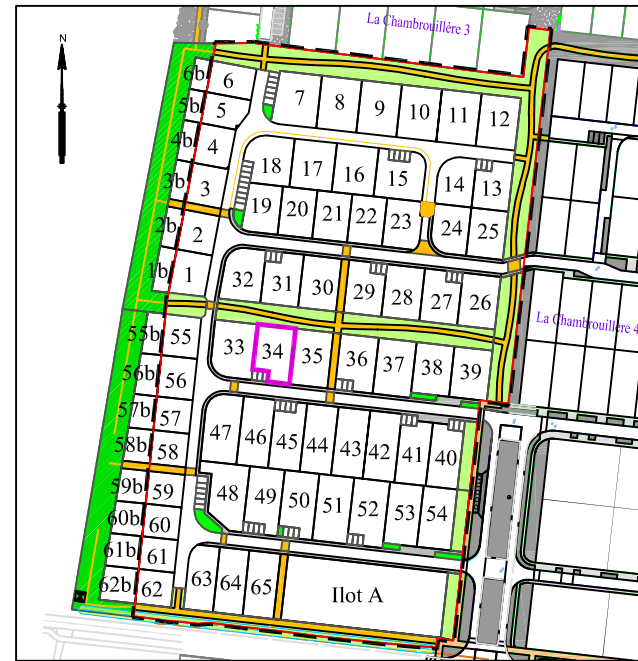 La Chambrouillère 3
N
6b 6 7 8 9 10 11 12
5b 5
4b 4 18 17 16 15 14 13
3b 3
19 20 21 22 23 24 25
2b 2
1b 1 32 31 30 29 28 27 26
La Chambrouillère 4
55b 55 33 34 35 36 37 38 39
56b 56
57b 57 47 46 45 44 43 42 41 40
58b 58
59b 59 48 49 50 51 52 53 54
60b 60
61b 61
62b 62 63 64 65 Ilot A